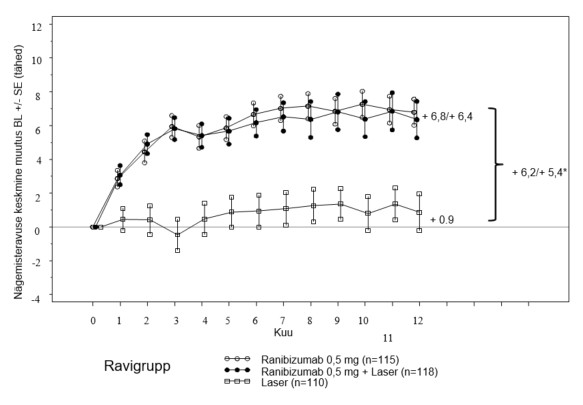 Nägemisteravuse keskmine muutus BL +/- SE (tähed)
12
10
8
6
4
2
0
-2
-4
+ 6,8/+ 6,4
+ 6,2/+ 5,4*
+ 0.9
0 1 2 3 4 5 6 7 8 9 10 11 12
Kuu
Ravigrupp
Ranibizumab 0,5 mg (n=115)
Ranibizumab 0,5 mg + Laser (n=118)
Laser (n=110)